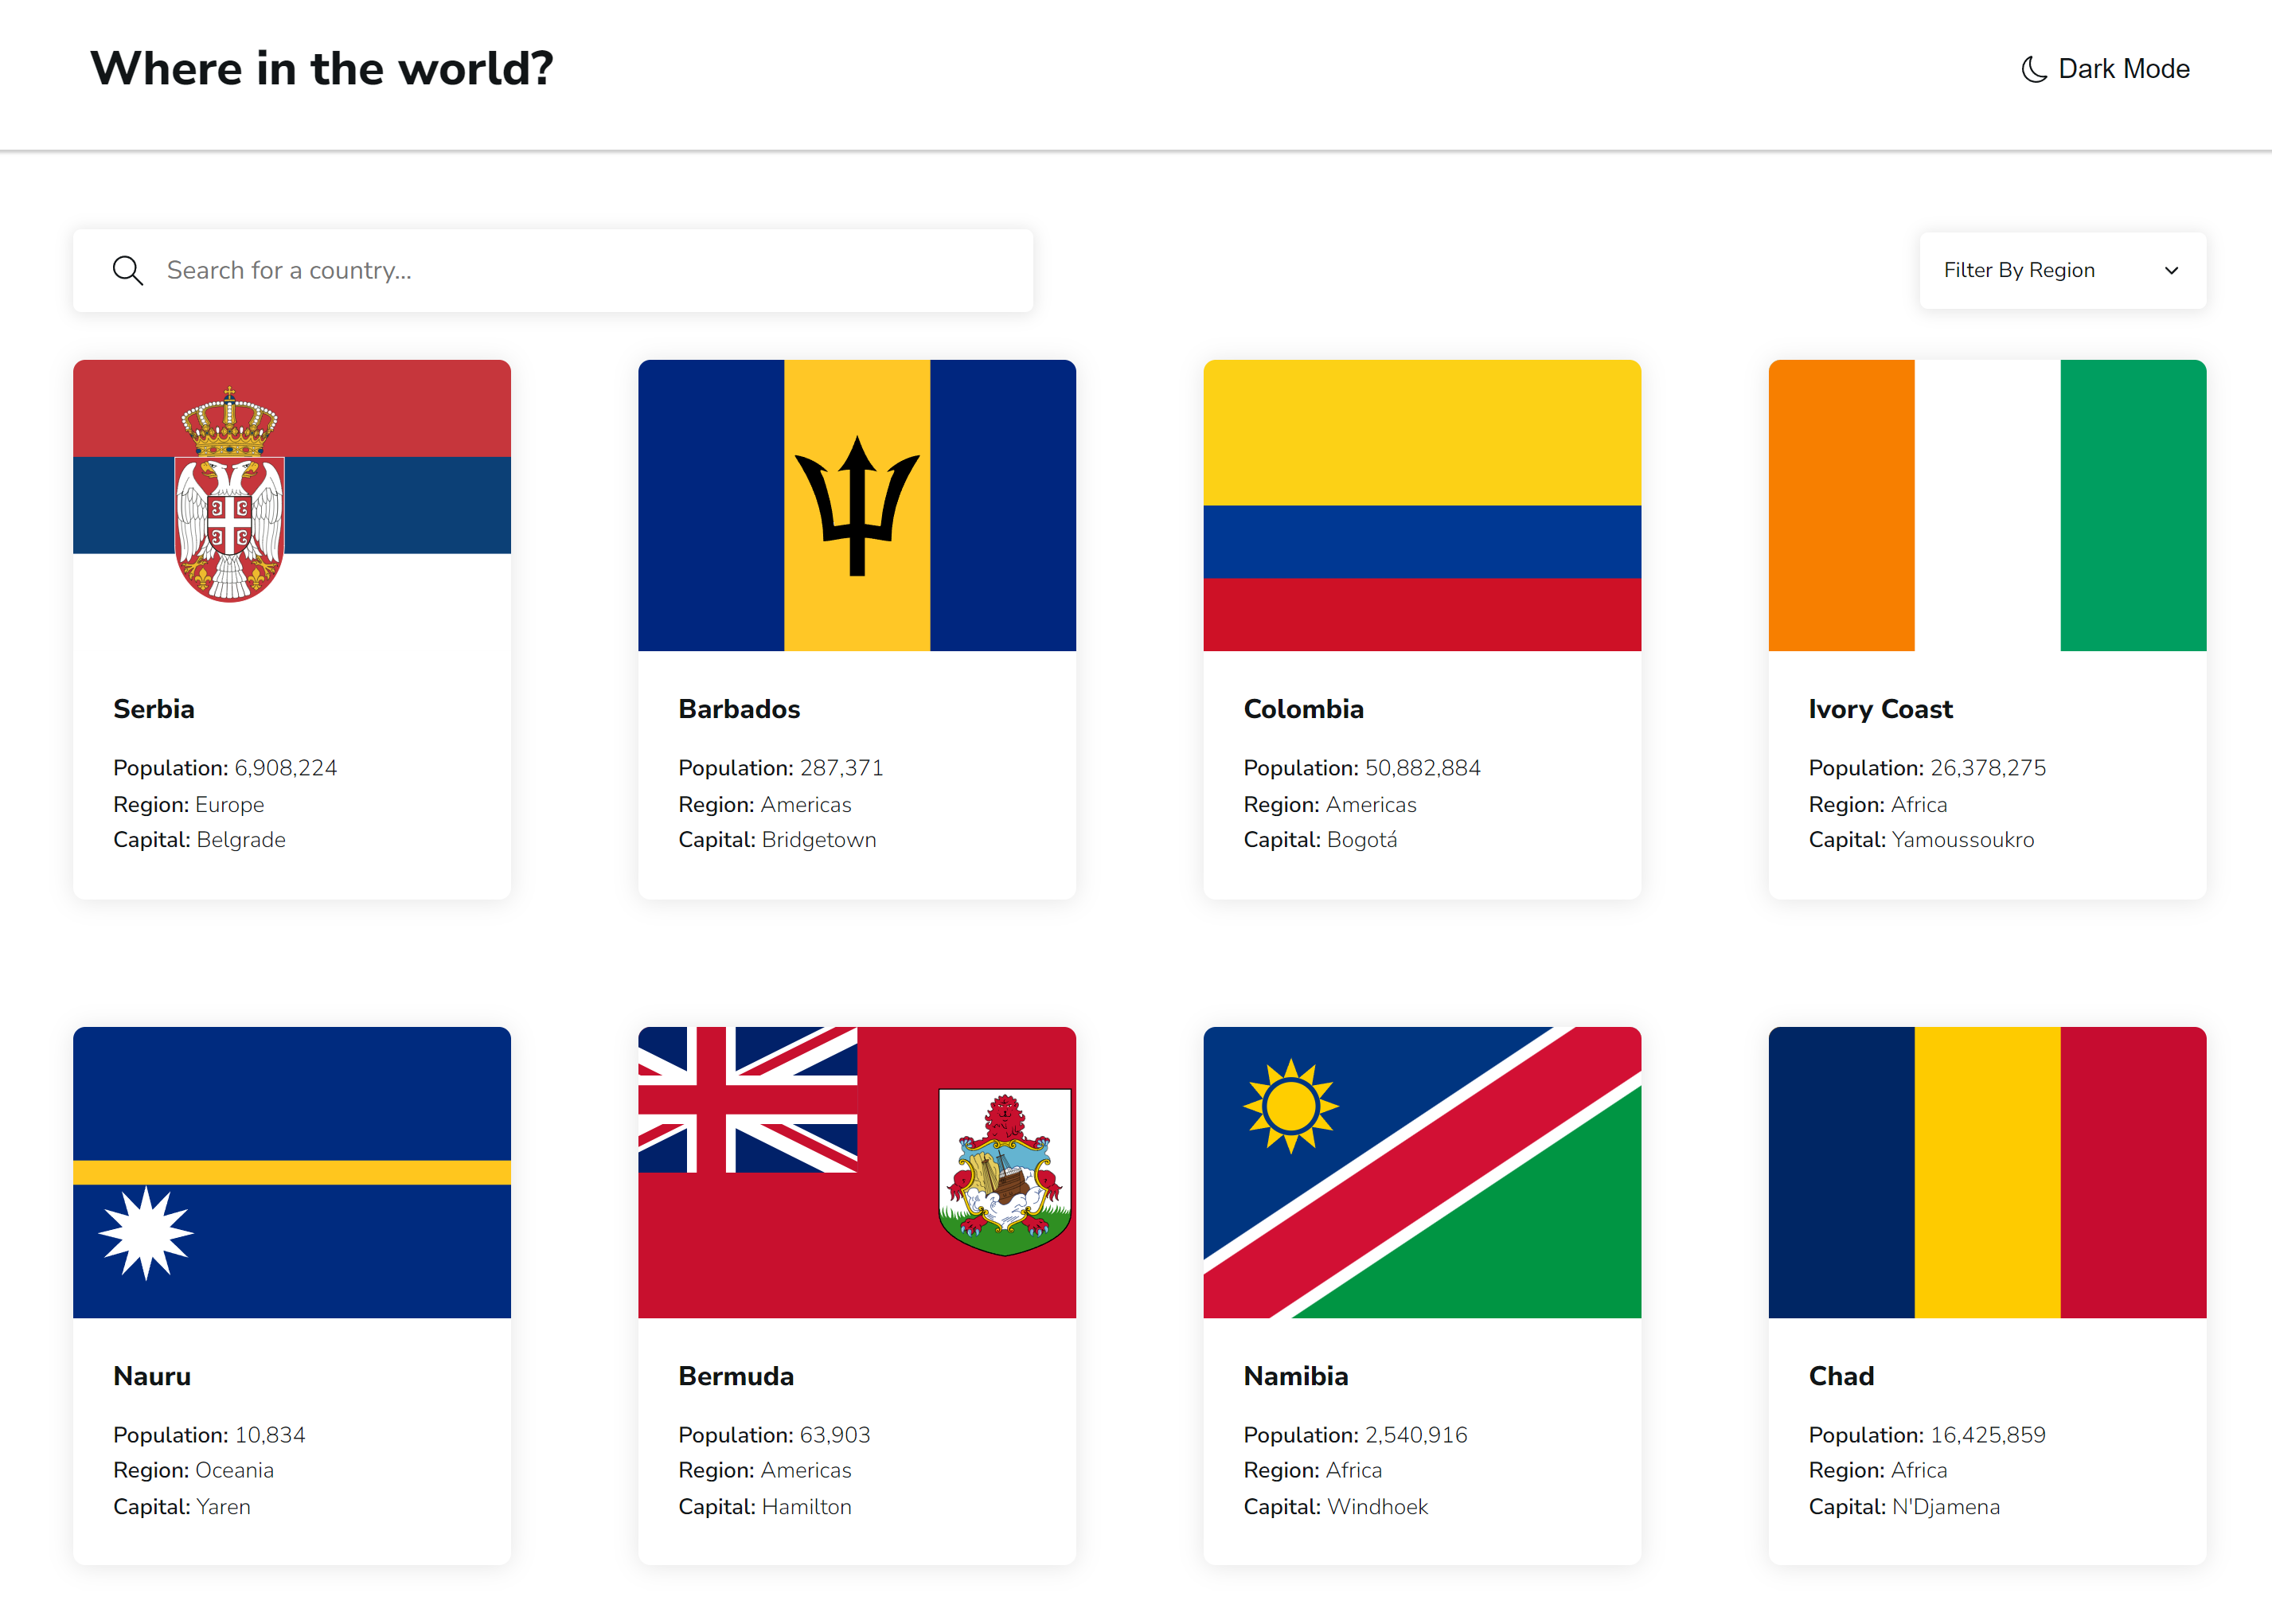 Where in the world?
Dark Mode
Search for a country...
Filter By Region
Serbia
Population: 6,908,224
Region: Europe
Capital: Belgrade
Barbados
Population: 287,371
Region: Americas
Capital: Bridgetown
Colombia
Population: 50,882,884
Region: Americas
Capital: Bogotá
Ivory Coast
Population: 26,378,275
Region: Africa
Capital: Yamoussoukro
Nauru
Population: 10,834
Region: Oceania
Capital: Yaren
Bermuda
Population: 63,903
Region: Americas
Capital: Hamilton
Namibia
Population: 2,540,916
Region: Africa
Capital: Windhoek
Chad
Population: 16,425,859
Region: Africa
Capital: N'Djamena